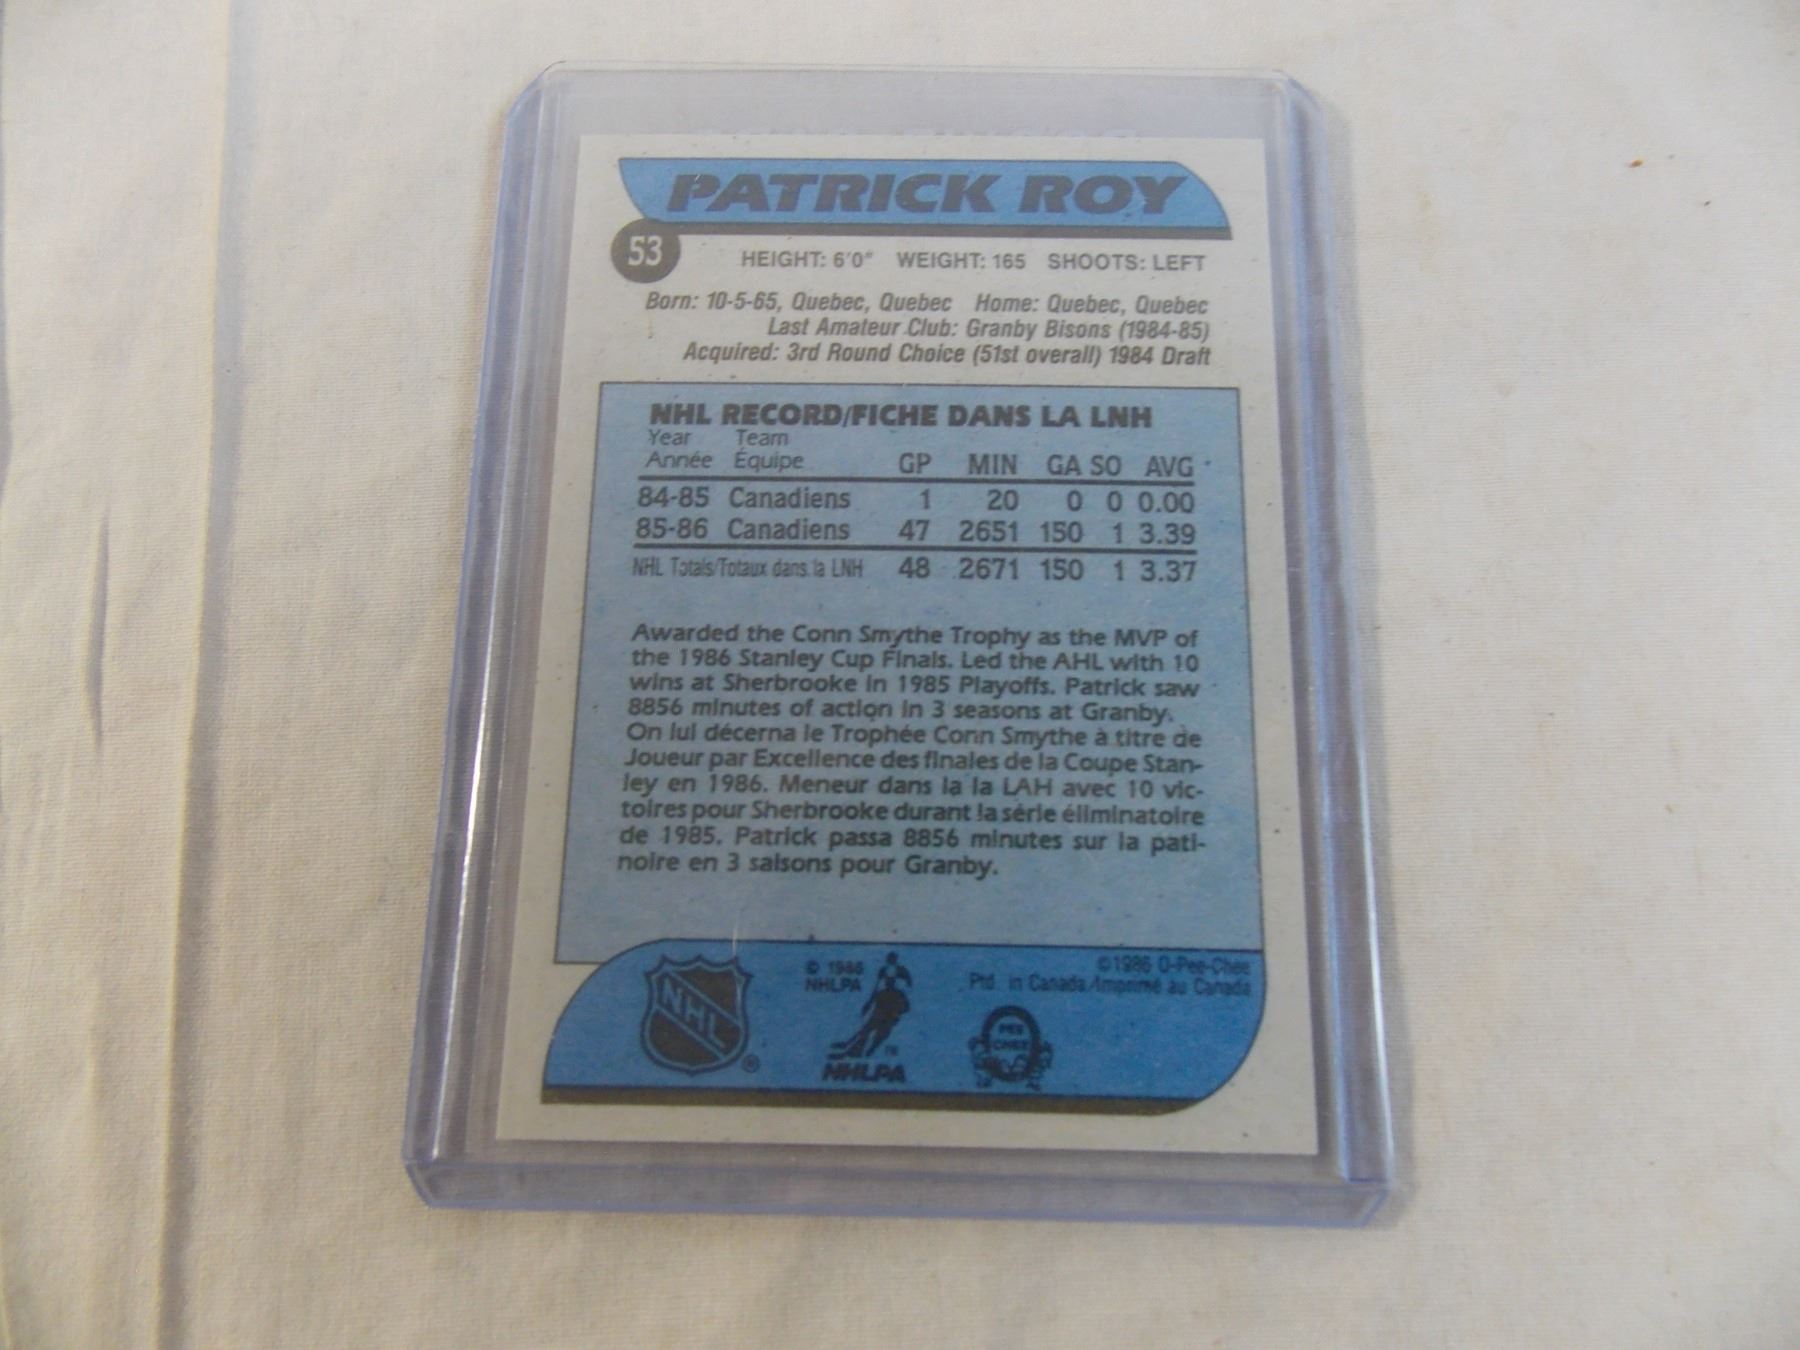 PATRICK ROY
53
HEIGHT: 6'0" WEIGHT: 165 SHOOTS: LEFT
Born: 10-5-65, Quebec, Quebec Home: Quebec, Quebec
Last Amateur Club: Granby Bisons (1984-85)
Acquired: 3rd Round Choice (51st overall) 1984 Draft
NHL RECORD/FICHE DANS LA LNH
Year Team
Année Équipe GP MIN GA SO AVG
84-85 Canadiens 1 20 0 0 0.00
85-86 Canadiens 47 2651 150 1 3.39
NHL Totals/Totaux dans la LNH 48 2671 150 1 3.37
Awarded the Conn Smythe Trophy as the MVP of
the 1986 Stanley Cup Finals. Led the AHL with 10
wins at Sherbrooke in 1985 Playoffs. Patrick saw
8856 minutes of action in 3 seasons at Granby.
On lui décerna le Trophée Conn Smythe à titre de
Joueur par Excellence des finales de la Coupe Stan-
ley en 1986. Meneur dans la la LAH avec 10 vic-
toires pour Sherbrooke durant la série éliminatoire
de 1985. Patrick passa 8856 minutes sur la pati-
noire en 3 saisons pour Granby.
NHL ®
© 1986
NHLPA
NHLPA
©1986 O-Pee-Chee
Ptd. in Canada/Imprimé au Canada
PEE
CHEE